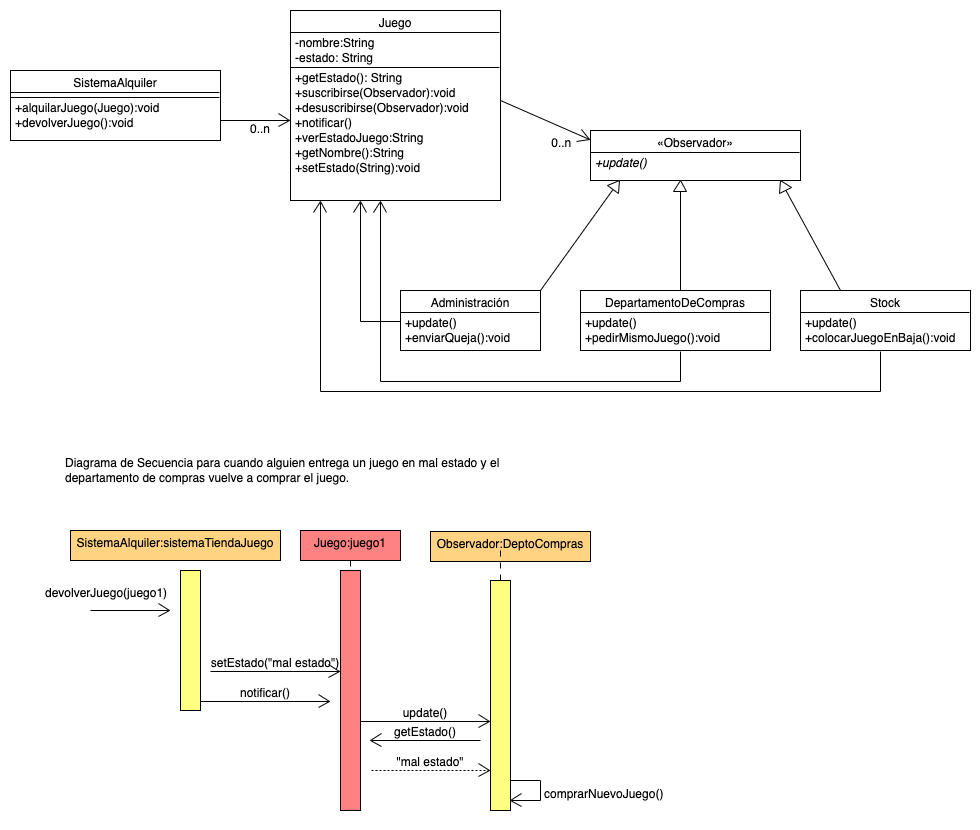 Juego
-nombre:String
-estado: String
+getEstado(): String
+suscribirse(Observador):void
+desuscribirse(Observador):void
+notificar()
+verEstadoJuego:String
+getNombre():String
+setEstado(String):void
SistemaAlquiler
+alquilarJuego(Juego):void
+devolverJuego():void
0..n
0..n
«Observador»
+update()
Administración
+update()
+enviarQueja():void
DepartamentoDeCompras
+update()
+pedirMismoJuego():void
Stock
+update()
+colocarJuegoEnBaja():void
Diagrama de Secuencia para cuando alguien entrega un juego en mal estado y el
departamento de compras vuelve a comprar el juego.
SistemaAlquiler:sistemaTiendaJuego
Juego:juego1
Observador:DeptoCompras
devolverJuego(juego1)
setEstado("mal estado")
notificar()
update()
getEstado()
"mal estado"
comprarNuevoJuego()